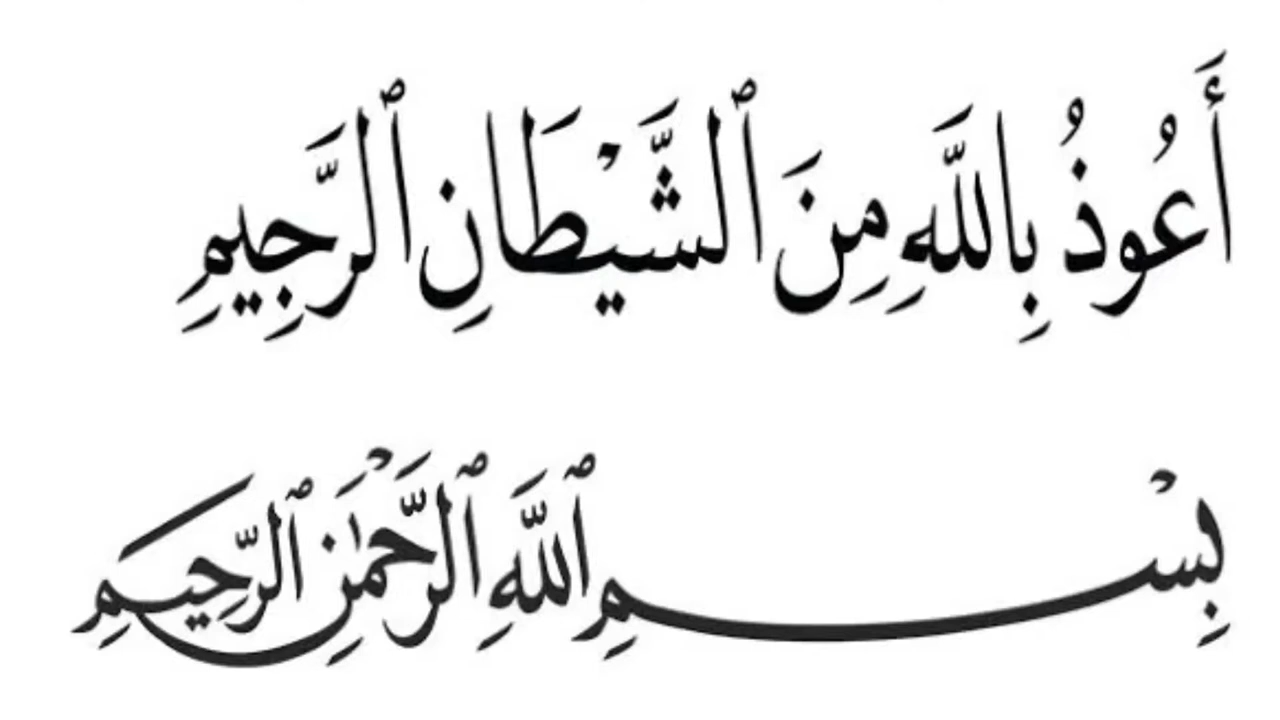 أَعُوذُ بِاللَّهِ مِنَ ٱلشَّيْطَانِ ٱلرَّجِيمِ
بِسْمِ ٱللَّهِ ٱلرَّحْمَٰنِ ٱلرَّحِيمِ